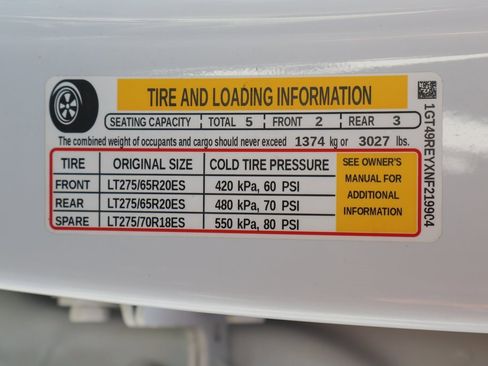 TIRE AND LOADING INFORMATION
SEATING CAPACITY TOTAL 5 FRONT 2 REAR 3
The combined weight of occupants and cargo should never exceed 1374 kg or 3027 lbs.
TIRE ORIGINAL SIZE COLD TIRE PRESSURE
FRONT LT275/65R20ES 420 kPa, 60 PSI
REAR LT275/65R20ES 480 kPa, 70 PSI
SPARE LT275/70R18ES 550 kPa, 80 PSI
SEE OWNER'S
MANUAL FOR
ADDITIONAL
INFORMATION
1GT49REYXNF219904